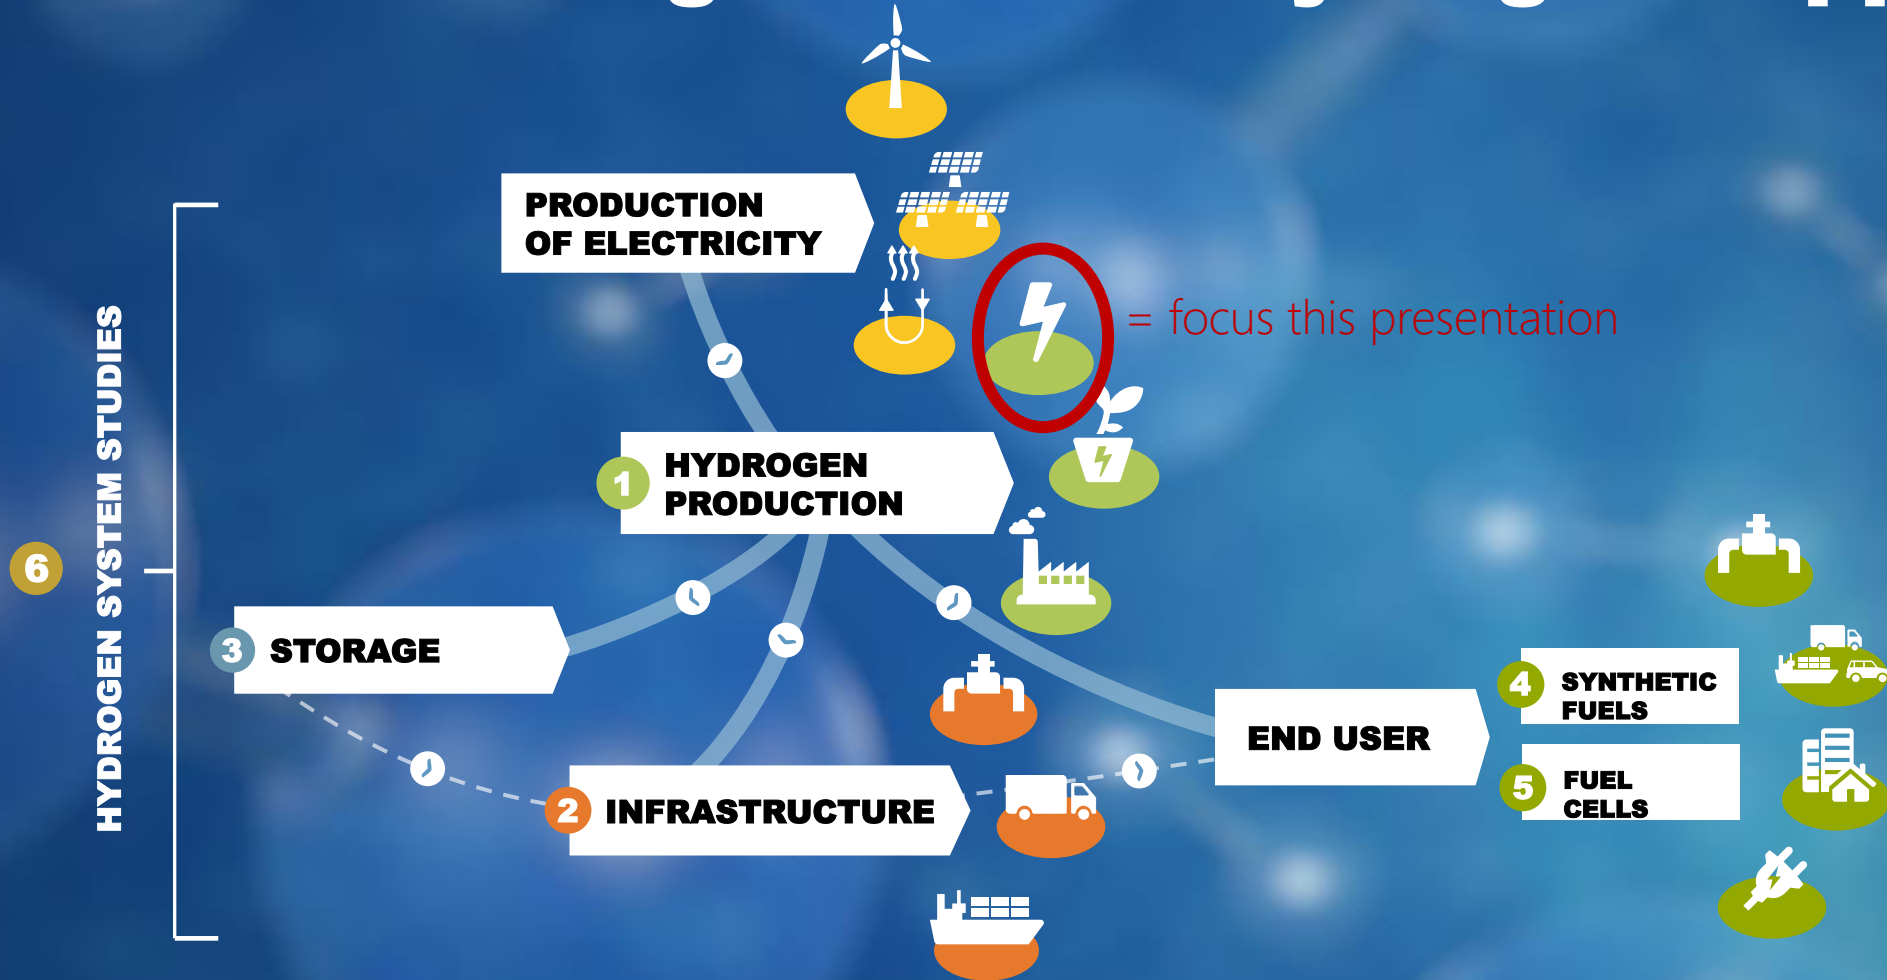 PRODUCTION
OF ELECTRICITY
= focus this presentation
1
HYDROGEN
PRODUCTION
6
HYDROGEN SYSTEM STUDIES
3
STORAGE
2
INFRASTRUCTURE
END USER
4
SYNTHETIC
FUELS
5
FUEL
CELLS